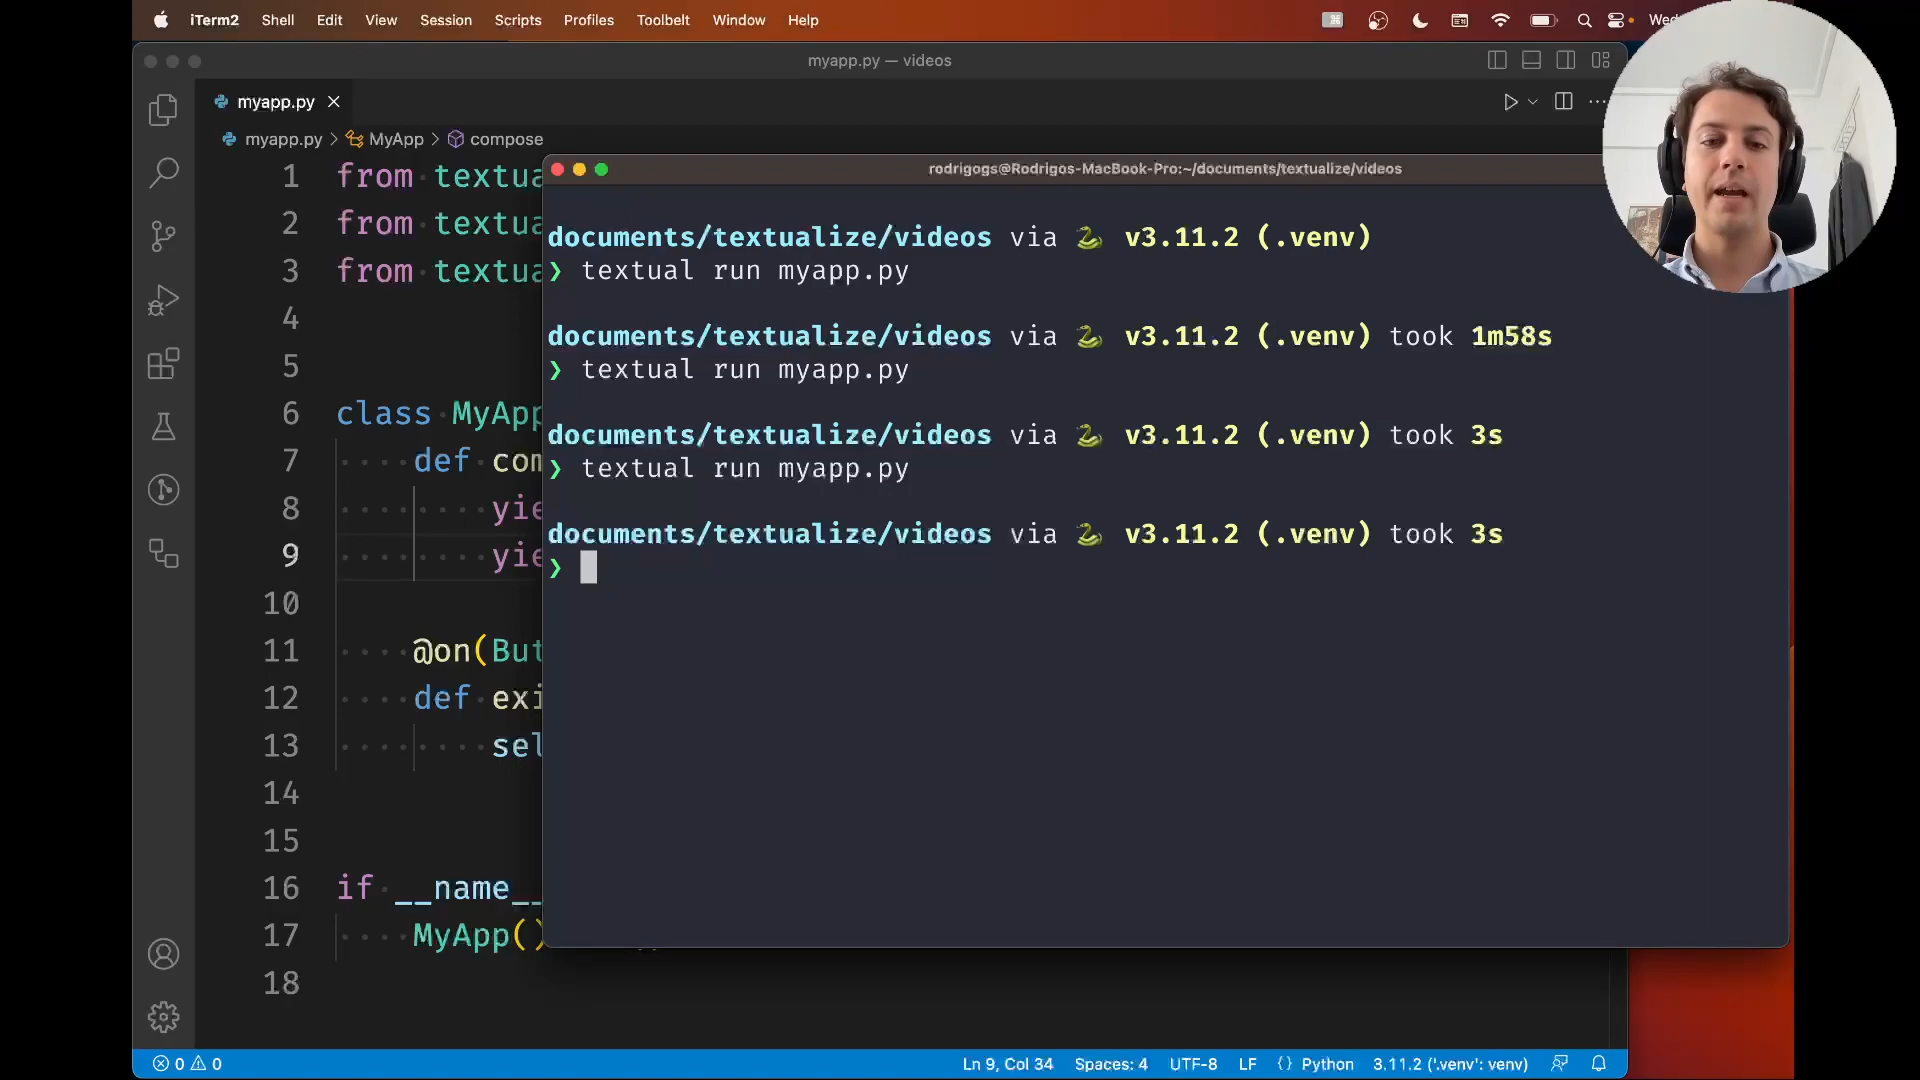 iTerm2 Shell Edit View Session Scripts Profiles Toolbelt Window Help
myapp.py — videos
myapp.py
myapp.py > MyApp > compose
1 from textua
2 from textua
3 from textua
4
5
6 class MyApp
7 def com
8 yie
9 yie
10
11 @on(But
12 def exi
13 sel
14
15
16 if __name__
17 MyApp()
18
rodrigogs@Rodrigos-MacBook-Pro:~/documents/textualize/videos
documents/textualize/videos via 🐍 v3.11.2 (.venv)
❯ textual run myapp.py
documents/textualize/videos via 🐍 v3.11.2 (.venv) took 1m58s
❯ textual run myapp.py
documents/textualize/videos via 🐍 v3.11.2 (.venv) took 3s
❯ textual run myapp.py
documents/textualize/videos via 🐍 v3.11.2 (.venv) took 3s
❯
0 0 Ln 9, Col 34 Spaces: 4 UTF-8 LF {} Python 3.11.2 ('.venv': venv)